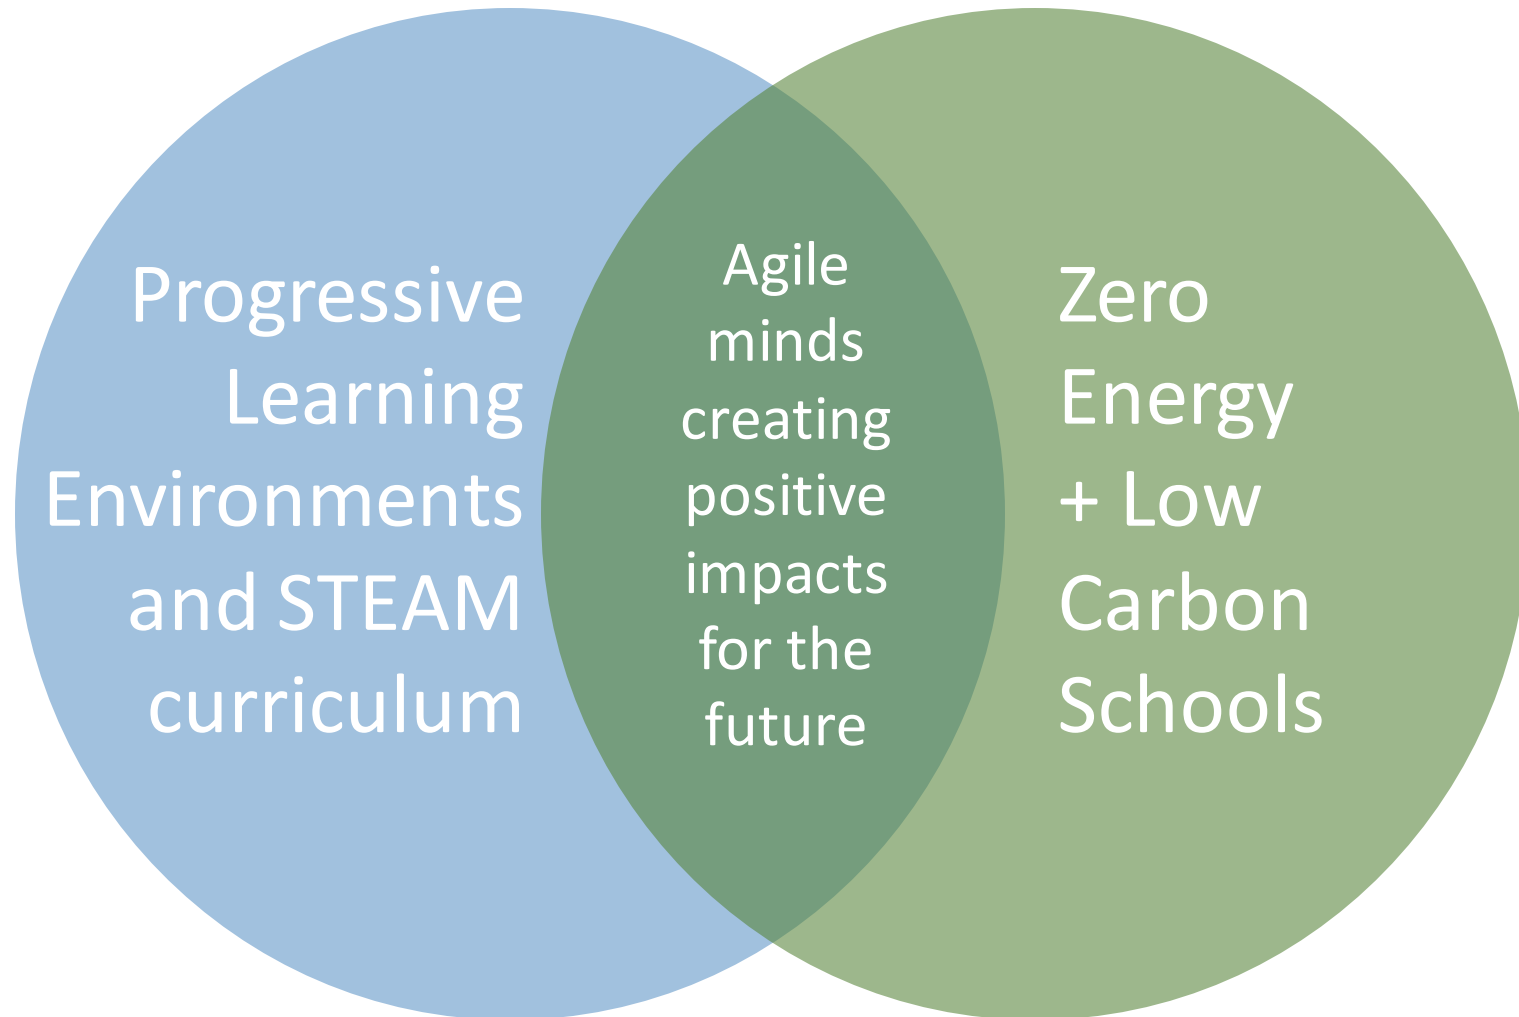 Progressive
Learning
Environments
and STEAM
curriculum
Agile
minds
creating
positive
impacts
for the
future
Zero
Energy
+ Low
Carbon
Schools